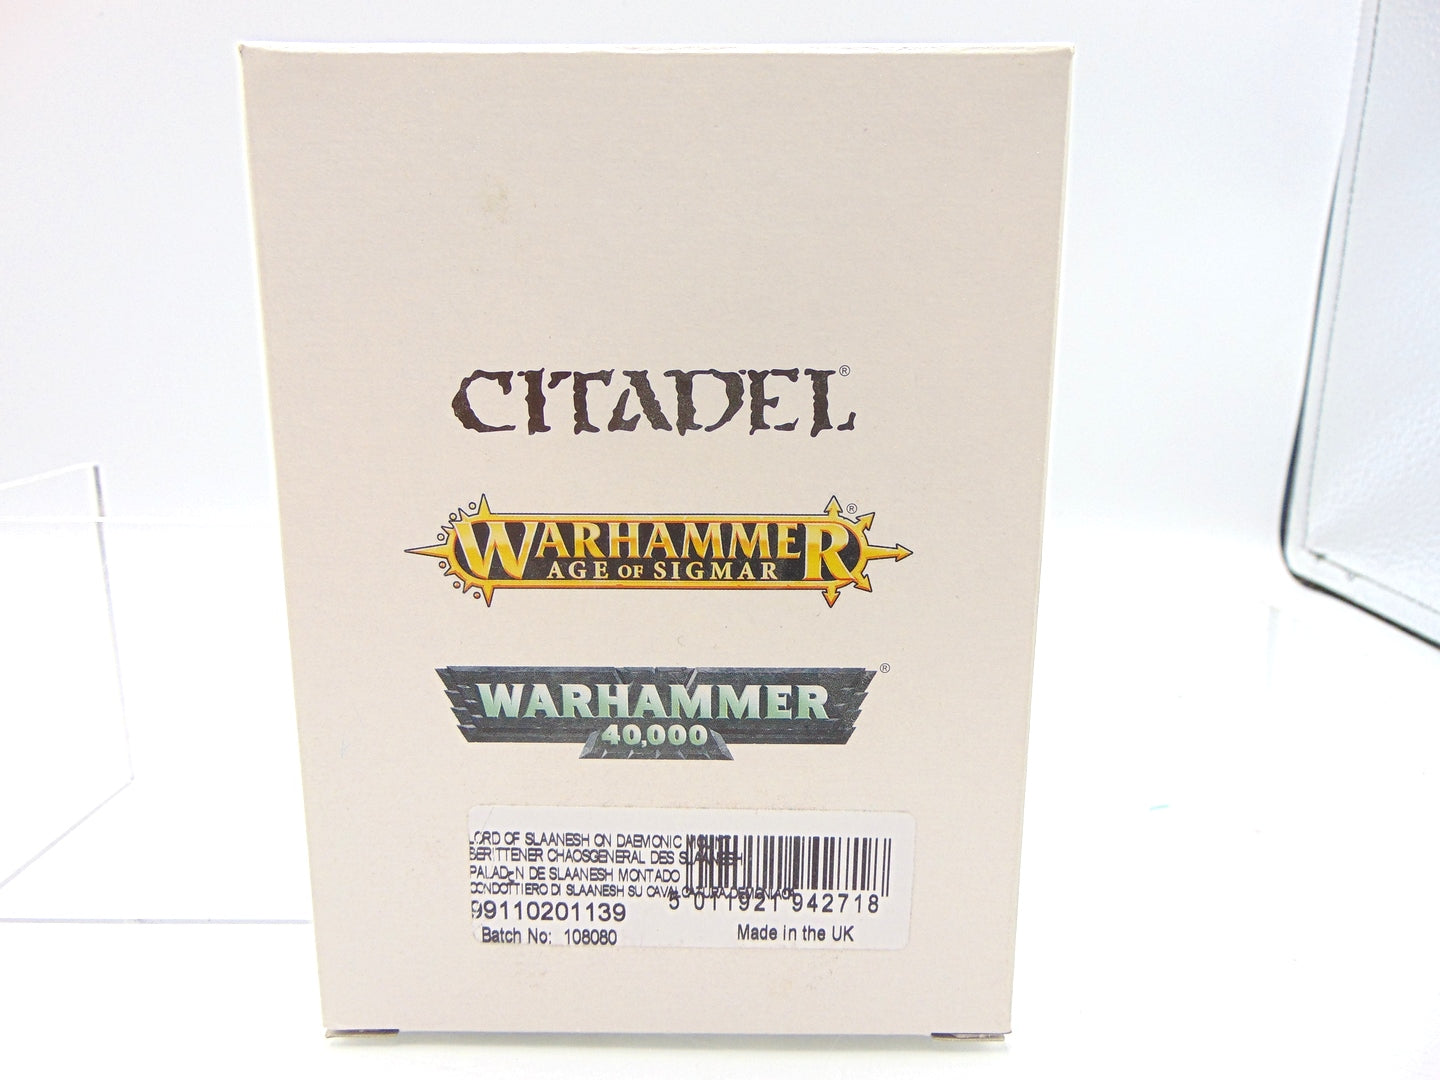 CITADEL®
WARHAMMER®
AGE OF SIGMAR
WARHAMMER®
40,000
LORD OF SLAANESH ON DAEMONIC MOUNT
BERITTENER CHAOSGENERAL DES SLAANESH
DE SLAANESH MONTADO
CONDOTTIERO DI SLAANESH SU CAVALCATURA DEMONIACA
5 011921 942718
99110201139
Batch No: 108080
Made in the UK